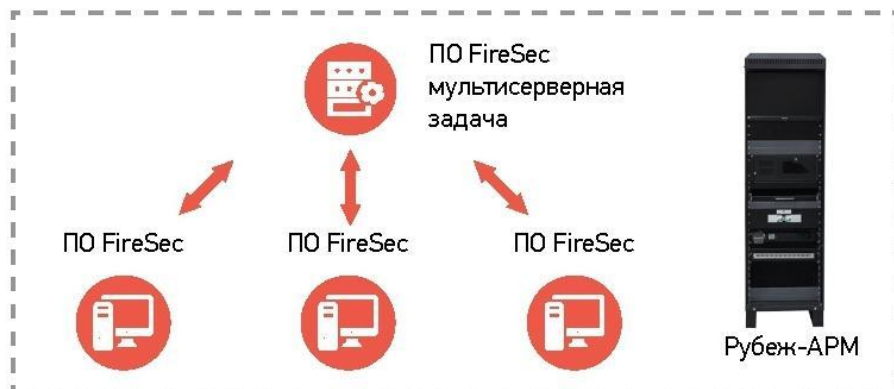 ПО FireSec
мультисерверная
задача
ПО FireSec
ПО FireSec
ПО FireSec
Рубеж-АРМ